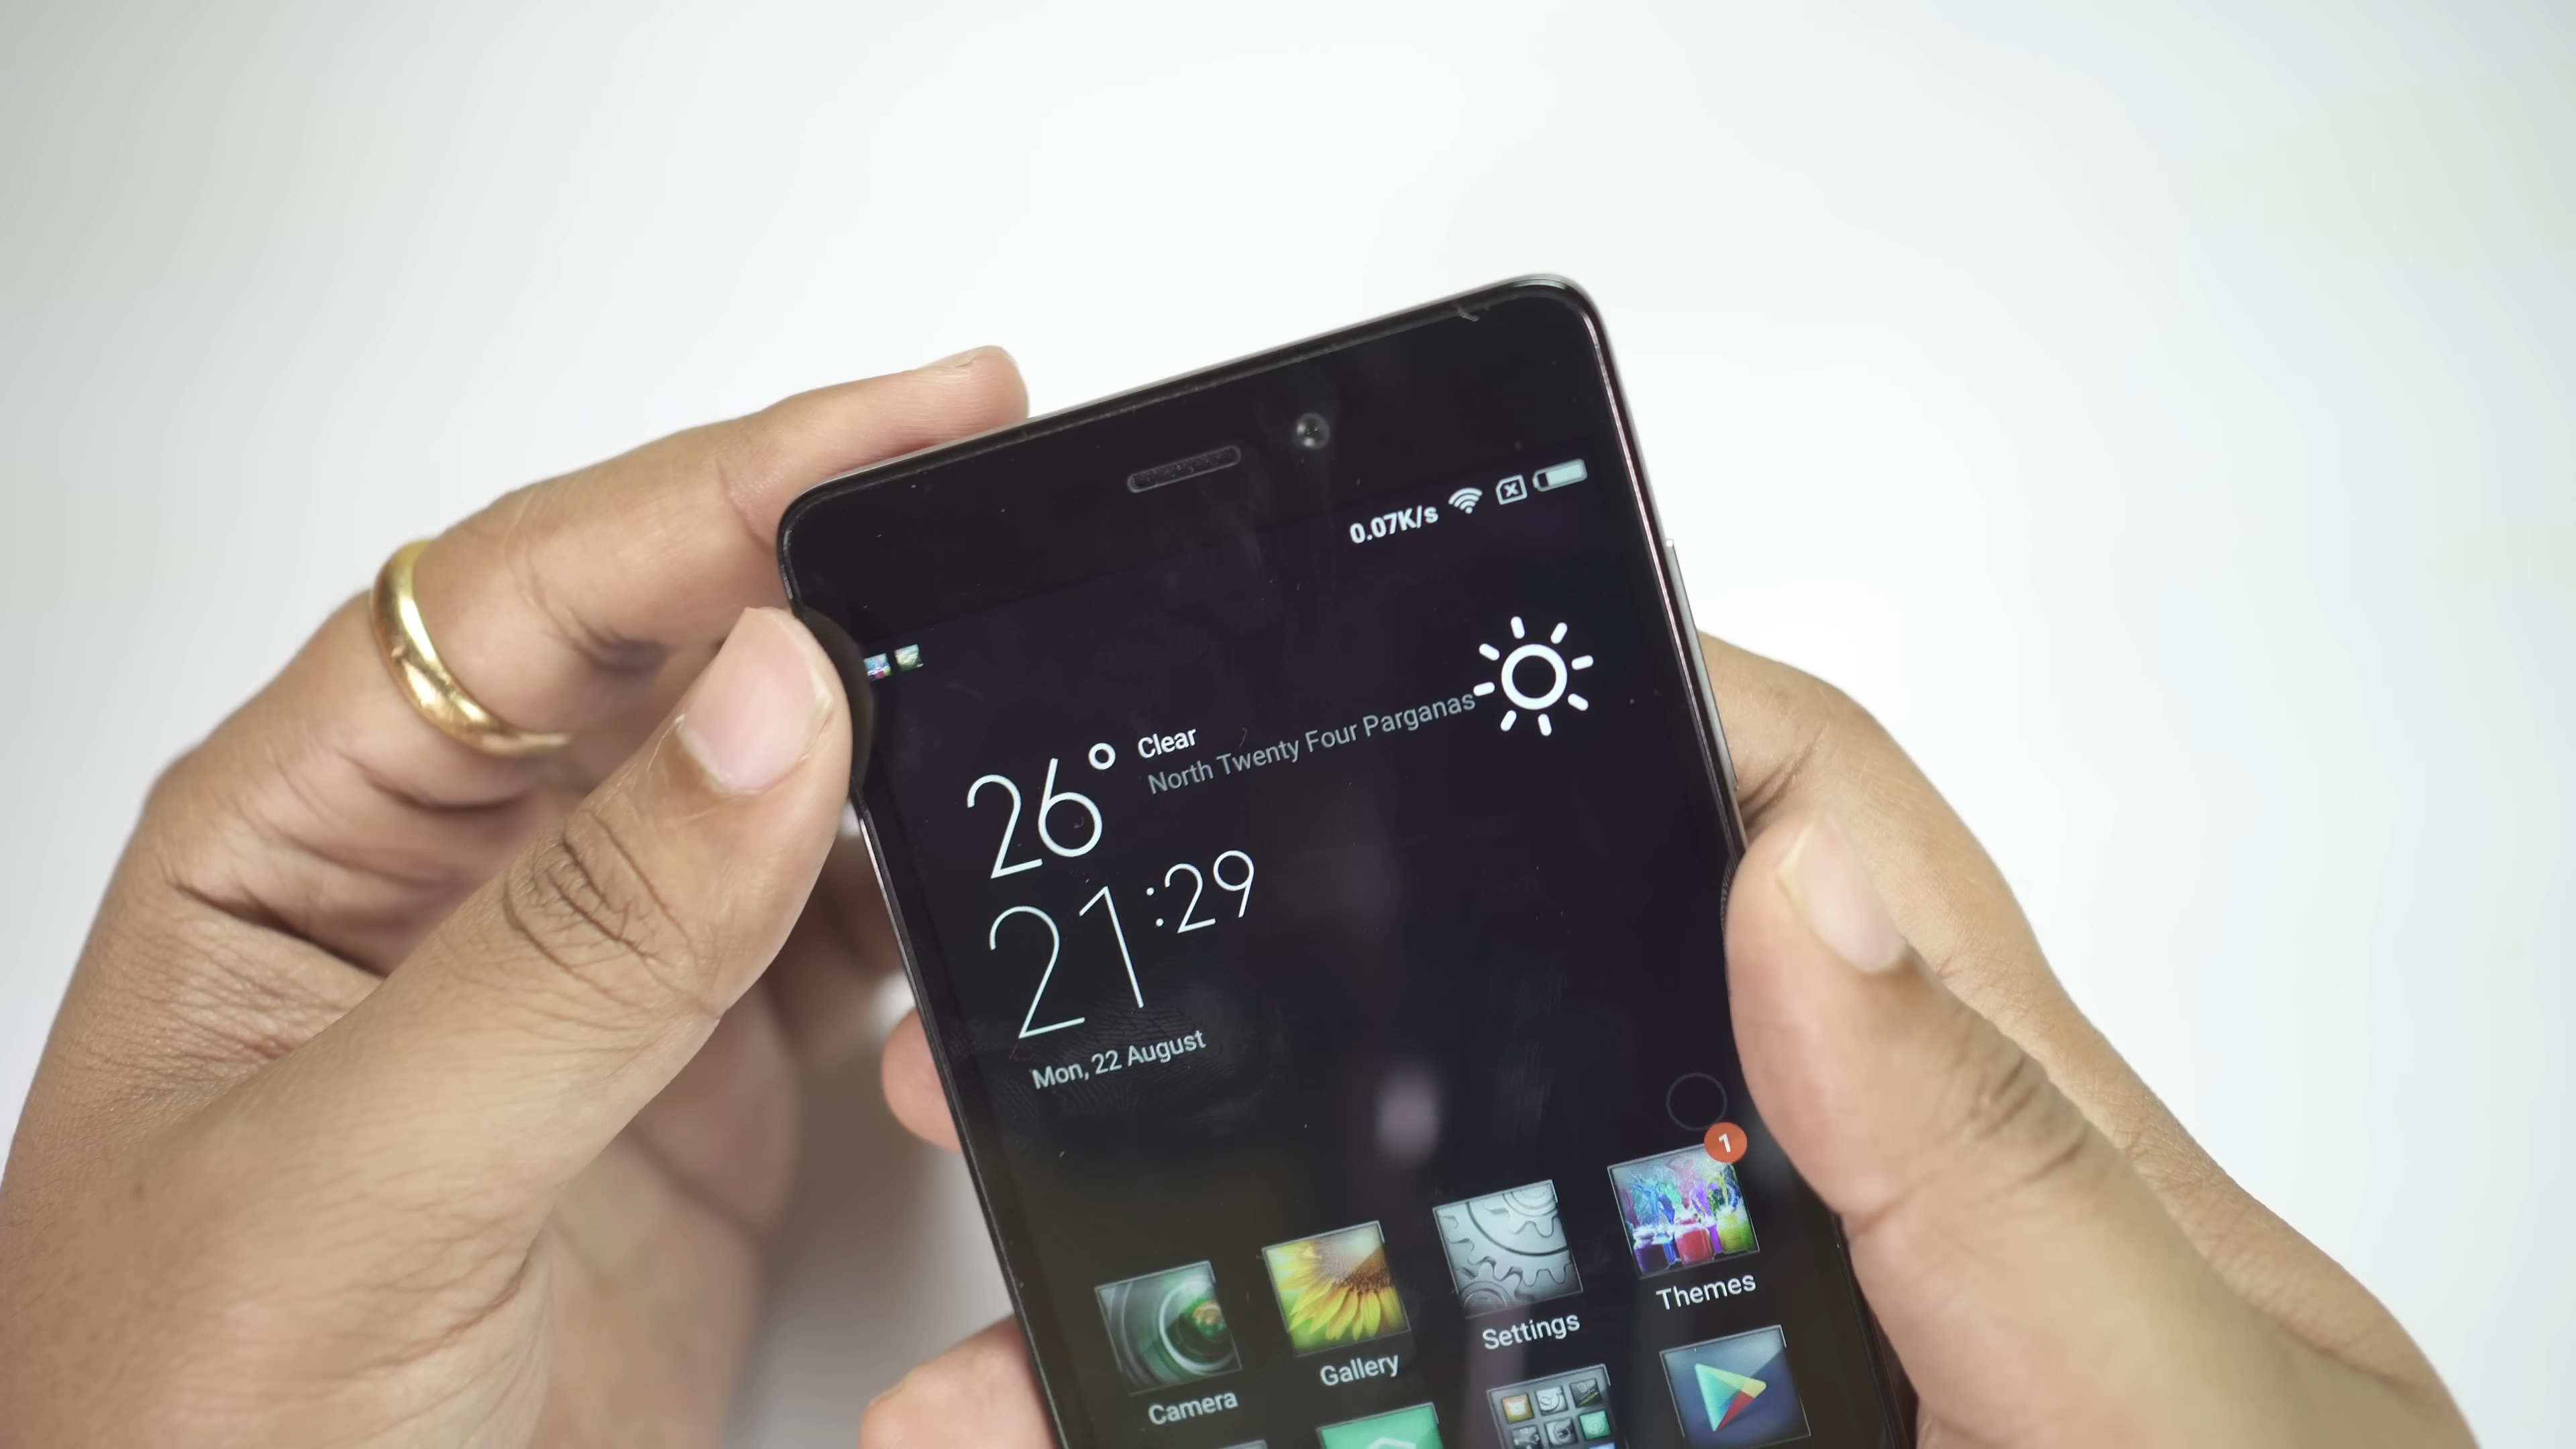 0.07K/s
26° Clear
North Twenty Four Parganas
21:29
Mon, 22 August
1
Camera
Gallery
Settings
Themes